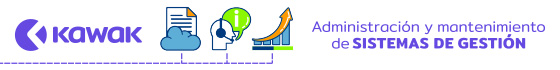 KAWAK
Administración y mantenimiento
de SISTEMAS DE GESTIÓN